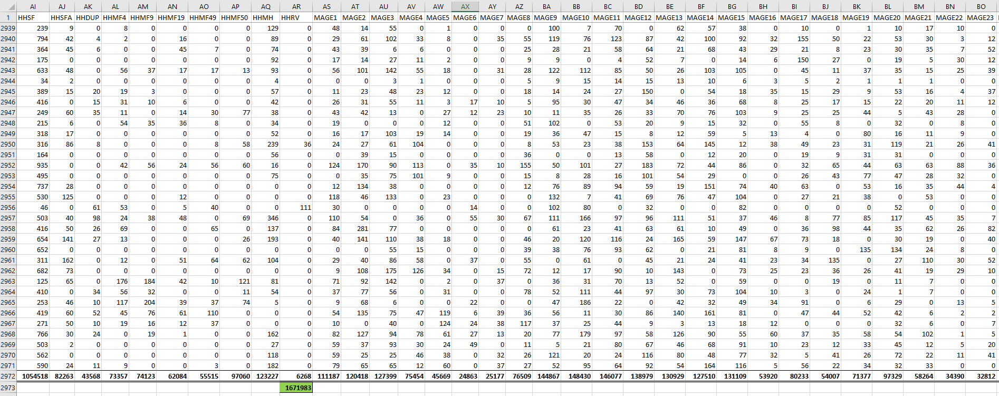 AI AJ AK AL AM AN AO AP AQ AR AS AT AU AV AW AX AY AZ BA BB BC BD BE BF BG BH BI BJ BK BL BM BN BO
1 HHSF HHSFA HHDUP HHMF4 HHMF9 HHMF19 HHMF49 HHMF50 HHMH HHRV MAGE1 MAGE2 MAGE3 MAGE4 MAGE5 MAGE6 MAGE7 MAGE8 MAGE9 MAGE10 MAGE11 MAGE12 MAGE13 MAGE14 MAGE15 MAGE16 MAGE17 MAGE18 MAGE19 MAGE20 MAGE21 MAGE22 MAGE23
2939 239 9 0 8 0 0 0 0 129 0 48 14 55 0 1 0 0 0 100 7 70 0 62 57 38 0 10 0 1 10 17 10 0
2940 794 42 4 2 0 16 0 0 89 0 29 61 102 33 8 0 35 55 119 76 123 87 42 100 92 32 155 50 22 53 30 3 12
2941 364 45 6 0 0 45 7 0 74 0 43 39 6 6 0 0 0 25 28 21 58 64 21 68 43 29 21 8 23 30 35 7 52
2942 175 0 0 0 0 0 0 0 92 0 17 14 27 11 2 0 0 9 9 0 4 52 7 0 14 6 150 27 0 19 5 30 12
2943 633 48 0 56 37 17 17 13 93 0 56 101 142 55 18 0 31 28 122 112 85 50 26 103 105 0 45 11 37 35 15 25 39
2944 34 2 0 0 0 0 0 0 4 0 0 0 3 1 0 0 0 5 9 15 14 15 13 10 6 3 5 2 1 1 1 0 0
2945 389 15 20 19 3 0 0 0 57 0 11 23 48 23 12 0 0 18 14 24 27 150 0 54 18 35 15 29 9 53 16 4 37
2946 416 0 15 31 10 6 0 0 42 0 26 31 55 11 3 17 10 5 95 30 47 34 46 36 68 8 25 17 15 22 20 11 12
2947 249 60 35 11 0 14 30 77 38 0 43 42 13 0 27 12 23 10 11 35 26 33 70 76 103 9 25 25 44 5 43 28 0
2948 215 6 0 54 35 36 8 0 34 0 19 0 0 0 12 0 0 51 102 0 53 20 9 15 32 0 55 8 0 32 0 8 0
2949 318 17 0 0 0 0 0 0 52 0 16 17 103 19 14 0 0 19 36 47 15 8 12 59 5 13 4 0 80 16 11 9 0
2950 316 86 8 0 0 0 8 58 239 36 24 27 61 104 0 0 0 8 53 23 38 153 64 145 12 38 49 23 31 119 21 26 41
2951 164 0 0 0 0 0 0 0 56 0 0 39 15 0 0 0 0 36 0 0 13 58 0 12 20 0 19 9 31 31 0 0 0
2952 935 0 0 42 56 24 56 60 16 0 124 170 90 113 0 35 10 155 50 101 27 183 72 44 86 0 32 65 44 63 63 88 36
2953 495 0 0 0 0 0 0 0 75 0 0 35 75 101 9 0 0 15 8 28 16 101 54 29 0 0 26 43 77 47 28 32 0
2954 737 28 0 0 0 0 0 0 0 0 12 134 38 0 0 0 0 12 76 89 94 59 19 151 74 40 63 0 53 16 35 44 4
2955 530 125 0 0 0 12 0 0 0 0 118 46 133 0 23 0 0 0 132 7 41 69 76 47 104 0 27 21 38 0 53 0 0
2956 46 0 61 53 0 5 40 0 0 111 30 0 0 0 0 14 0 0 102 80 0 32 0 0 82 0 0 0 0 52 0 0 0
2957 503 40 98 24 38 48 0 69 346 0 110 54 0 36 0 55 30 67 111 166 97 96 111 51 37 46 8 77 85 117 45 35 7
2958 416 50 26 69 0 0 65 0 137 0 84 281 77 0 0 0 0 0 61 23 41 63 61 10 49 0 36 98 44 35 62 26 82
2959 654 141 27 13 0 0 0 26 193 0 40 141 110 38 18 0 0 46 20 120 116 24 165 59 147 67 73 18 0 30 19 0 40
2960 652 0 0 0 0 0 0 0 0 0 0 0 55 15 0 0 0 39 38 76 93 62 0 21 81 8 9 0 135 134 24 8 0
2961 311 162 0 12 0 51 64 62 104 0 29 40 86 58 0 37 0 55 0 61 0 45 21 24 41 23 34 135 0 27 110 30 52
2962 682 73 0 0 0 0 0 0 0 0 9 108 175 126 34 0 15 72 12 17 90 10 143 0 73 25 23 36 26 41 19 29 10
2963 125 65 0 176 184 42 10 121 81 0 71 92 142 0 2 0 37 0 36 31 70 13 52 0 59 0 0 19 0 11 7 0 0
2964 410 0 34 56 32 0 0 11 54 0 37 77 56 0 31 0 0 78 52 111 44 97 30 73 104 10 3 0 24 1 7 0 0
2965 253 46 10 117 204 39 37 74 5 0 9 68 6 0 0 22 0 0 47 186 22 0 42 32 49 34 91 0 6 29 0 13 5
2966 419 60 52 45 76 61 110 0 0 0 54 135 75 47 119 6 39 36 56 11 30 86 140 161 81 0 47 44 52 42 6 2 2
2967 271 50 10 19 16 12 37 0 0 0 10 0 40 0 124 24 38 117 37 25 44 9 3 13 18 12 0 0 0 32 6 0 7
2968 766 30 24 0 19 1 0 0 162 0 82 127 94 78 61 27 13 20 77 179 97 58 126 90 55 60 37 35 58 54 102 1 5
2969 503 2 0 0 0 0 0 0 27 0 59 37 93 30 24 49 0 11 5 21 80 67 46 68 91 10 23 12 33 45 12 5 20
2970 562 0 0 0 0 0 0 0 118 0 59 25 25 46 38 0 32 26 121 20 24 116 80 48 77 32 5 41 26 72 22 11 41
2971 590 24 11 9 0 0 3 0 182 0 79 65 65 12 60 0 37 27 52 95 64 92 54 164 116 5 56 22 34 32 33 0 0
2972 1054518 82263 43568 73357 74123 62084 55515 97060 123227 6268 111187 120418 127399 75454 45669 24863 25177 76509 144867 148430 146077 138979 130929 127510 131109 53920 80233 54007 71377 97329 58264 34390 32812
2973 1671983